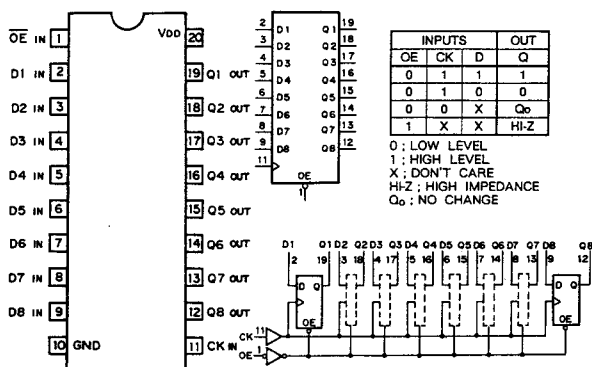 OE IN 1
D1 IN 2
D2 IN 3
D3 IN 4
D4 IN 5
D5 IN 6
D6 IN 7
D7 IN 8
D8 IN 9
10 GND
VDD 20
19 Q1 OUT
18 Q2 OUT
17 Q3 OUT
16 Q4 OUT
15 Q5 OUT
14 Q6 OUT
13 Q7 OUT
12 Q8 OUT
11 CK IN
2 D1 Q1 19
3 D2 Q2 18
4 D3 Q3 17
5 D4 Q4 16
6 D5 Q5 15
7 D6 Q6 14
8 D7 Q7 13
9 D8 Q8 12
11
OE
1
INPUTS OUT
OE CK D Q
0 1 1 1
0 1 0 0
0 0 X Qo
1 X X HI-Z
0 ; LOW LEVEL
1 ; HIGH LEVEL
X ; DON'T CARE
HI-Z ; HIGH IMPEDANCE
Qo ; NO CHANGE
D1 Q1 D2 Q2 D3 Q3 D4 Q4 D5 Q5 D6 Q6 D7 Q7 D8 Q8
2 19 3 18 4 17 5 16 6 15 7 14 8 13 9 12
D Q D Q
OE OE
CK 11
OE 1